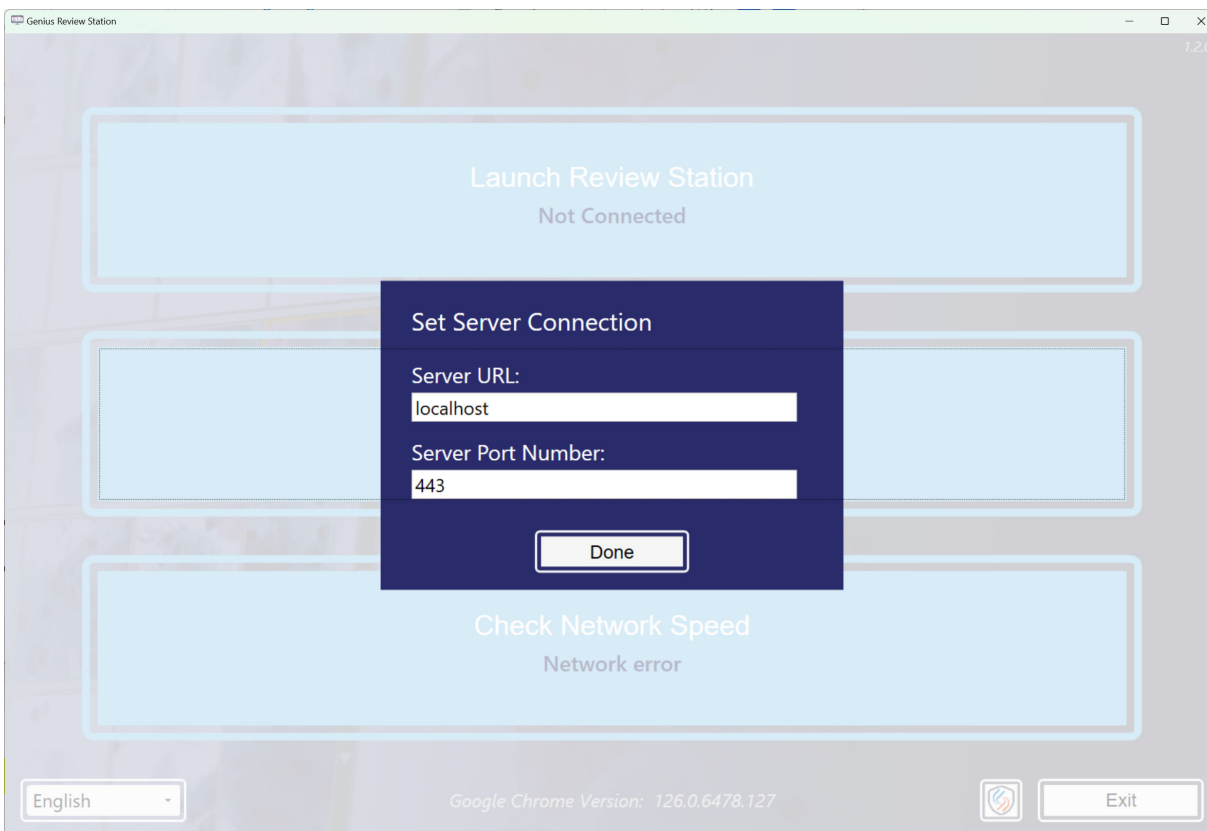 Genius Review Station
1.2.
Launch Review Station
Not Connected
Set Server Connection
Server URL:
localhost
Server Port Number:
443
Done
Check Network Speed
Network error
English
Google Chrome Version: 126.0.6478.127
Exit